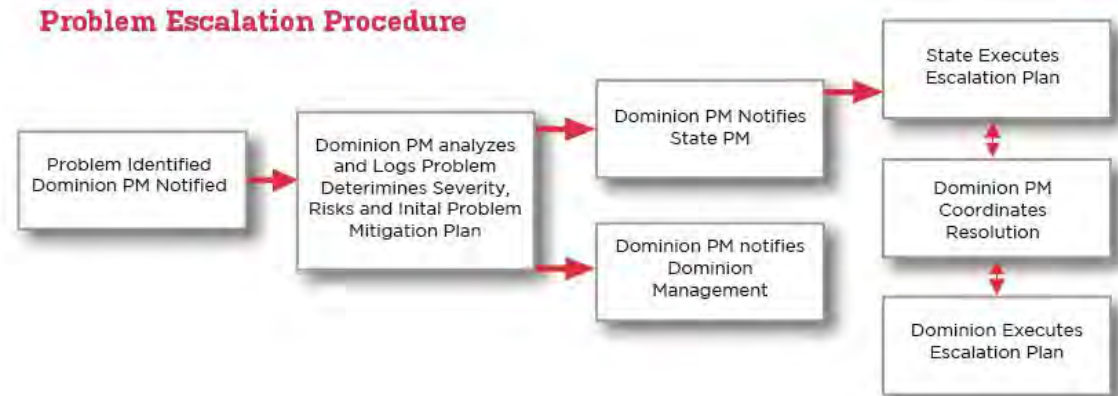 Problem Escalation Procedure
Problem Identified
Dominion PM Notified
Dominion PM analyzes
and Logs Problem
Deterimines Severity,
Risks and Inital Problem
Mitigation Plan
Dominion PM Notifies
State PM
Dominion PM notifies
Dominion
Management
State Executes
Escalation Plan
Dominion PM
Coordinates
Resolution
Dominion Executes
Escalation Plan